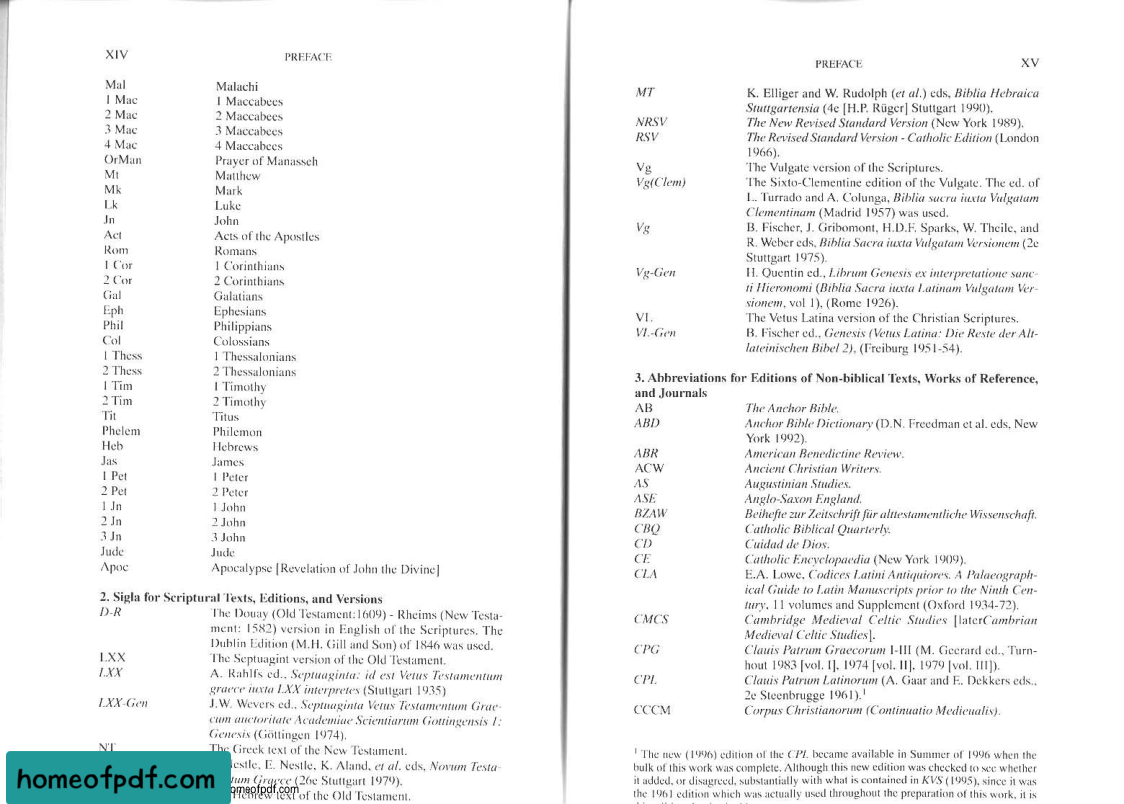 XIV
PREFACE
Mal Malachi
1 Mac 1 Maccabees
2 Mac 2 Maccabees
3 Mac 3 Maccabees
4 Mac 4 Maccabees
OrMan Prayer of Manasseh
Mt Matthew
Mk Mark
Lk Luke
Jn John
Act Acts of the Apostles
Rom Romans
1 Cor 1 Corinthians
2 Cor 2 Corinthians
Gal Galatians
Eph Ephesians
Phil Philippians
Col Colossians
1 Thess 1 Thessalonians
2 Thess 2 Thessalonians
1 Tim 1 Timothy
2 Tim 2 Timothy
Tit Titus
Phelem Philemon
Heb Hebrews
Jas James
1 Pet 1 Peter
2 Pet 2 Peter
1 Jn 1 John
2 Jn 2 John
3 Jn 3 John
Jude Jude
Apoc Apocalypse [Revelation of John the Divine]
2. Sigla for Scriptural Texts, Editions, and Versions
D-R The Douay (Old Testament:1609) - Rheims (New Testa-
ment: 1582) version in English of the Scriptures. The
Dublin Edition (M.H. Gill and Son) of 1846 was used.
LXX The Septuagint version of the Old Testament.
LXX A. Rahlfs ed., Septuaginta: id est Vetus Testamentum
graece iuxta LXX interpretes (Stuttgart 1935)
LXX-Gen J.W. Wevers ed., Septuaginta Vetus Testamentum Grae-
cum auctoritate Academiae Scientiarum Gottingensis 1:
Genesis (Göttingen 1974).
NT The Greek text of the New Testament.
E. Nestle, K. Aland, et al. eds, Novum Testa-
Graece (26e Stuttgart 1979).
text of the Old Testament.
homeofpdf.com
homeofpdf.com
PREFACE
XV
MT K. Elliger and W. Rudolph (et al.) eds, Biblia Hebraica
Stuttgartensia (4e [H.P. Rüger] Stuttgart 1990).
NRSV The New Revised Standard Version (New York 1989).
RSV The Revised Standard Version - Catholic Edition (London
1966).
Vg The Vulgate version of the Scriptures.
Vg(Clem) The Sixto-Clementine edition of the Vulgate. The ed. of
L. Turrado and A. Colunga, Biblia sacra iuxta Vulgatam
Clementinam (Madrid 1957) was used.
Vg B. Fischer, J. Gribomont, H.D.F. Sparks, W. Theile, and
R. Weber eds, Biblia Sacra iuxta Vulgatam Versionem (2e
Stuttgart 1975).
Vg-Gen H. Quentin ed., Librum Genesis ex interpretatione sanc-
ti Hieronomi (Biblia Sacra iuxta Latinam Vulgatam Ver-
sionem, vol 1), (Rome 1926).
VL The Vetus Latina version of the Christian Scriptures.
VL-Gen B. Fischer ed., Genesis (Vetus Latina: Die Reste der Alt-
lateinischen Bibel 2), (Freiburg 1951-54).
3. Abbreviations for Editions of Non-biblical Texts, Works of Reference,
and Journals
AB The Anchor Bible.
ABD Anchor Bible Dictionary (D.N. Freedman et al. eds, New
York 1992).
ABR American Benedictine Review.
ACW Ancient Christian Writers.
AS Augustinian Studies.
ASE Anglo-Saxon England.
BZAW Beihefte zur Zeitschrift für alttestamentliche Wissenschaft.
CBQ Catholic Biblical Quarterly.
CD Cuidad de Dios.
CE Catholic Encyclopaedia (New York 1909).
CLA E.A. Lowe, Codices Latini Antiquiores. A Palaeograph-
ical Guide to Latin Manuscripts prior to the Ninth Cen-
tury, 11 volumes and Supplement (Oxford 1934-72).
CMCS Cambridge Medieval Celtic Studies [laterCambrian
Medieval Celtic Studies].
CPG Clauis Patrum Graecorum I-III (M. Geerard ed., Turn-
hout 1983 [vol. I], 1974 [vol. II], 1979 [vol. III]).
CPL Clauis Patrum Latinorum (A. Gaar and E. Dekkers eds.,
2e Steenbrugge 1961).1
CCCM Corpus Christianorum (Continuatio Medieualis).
1 The new (1996) edition of the CPL became available in Summer of 1996 when the
bulk of this work was complete. Although this new edition was checked to see whether
it added, or disagreed, substantially with what is contained in KVS (1995), since it was
the 1961 edition which was actually used throughout the preparation of this work, it is